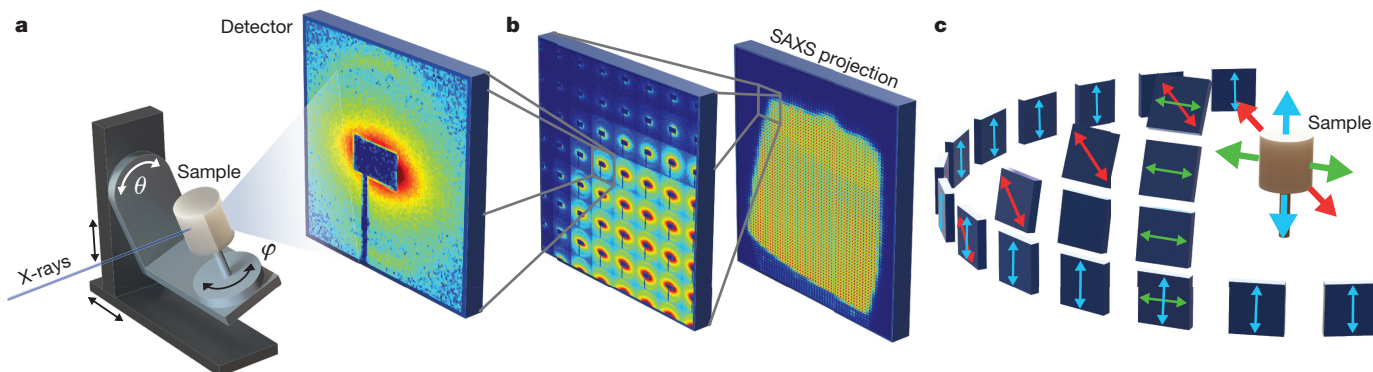 a
Detector
Sample
θ
φ
X-rays
b
SAXS projection
c
Sample